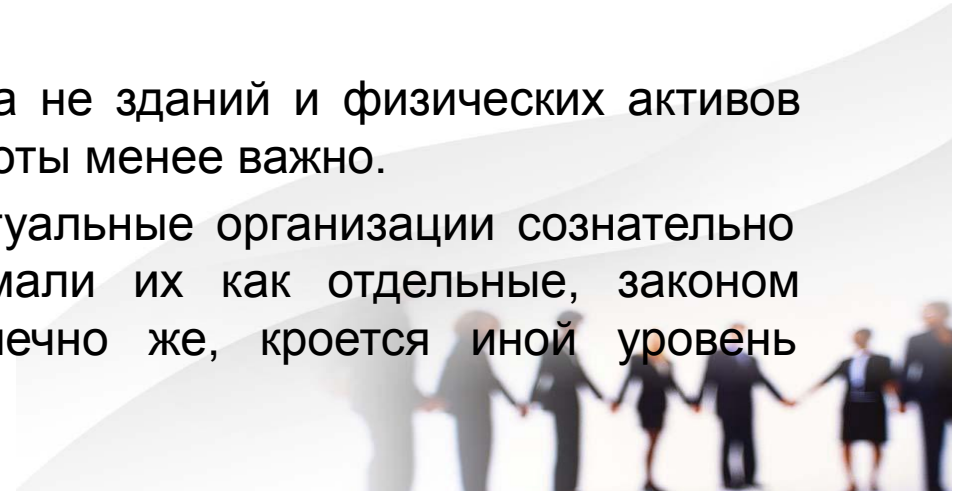 а не зданий и физических активов
оты менее важно.
туальные организации сознательно
мали их как отдельные, законом
нечно же, кроется иной уровень